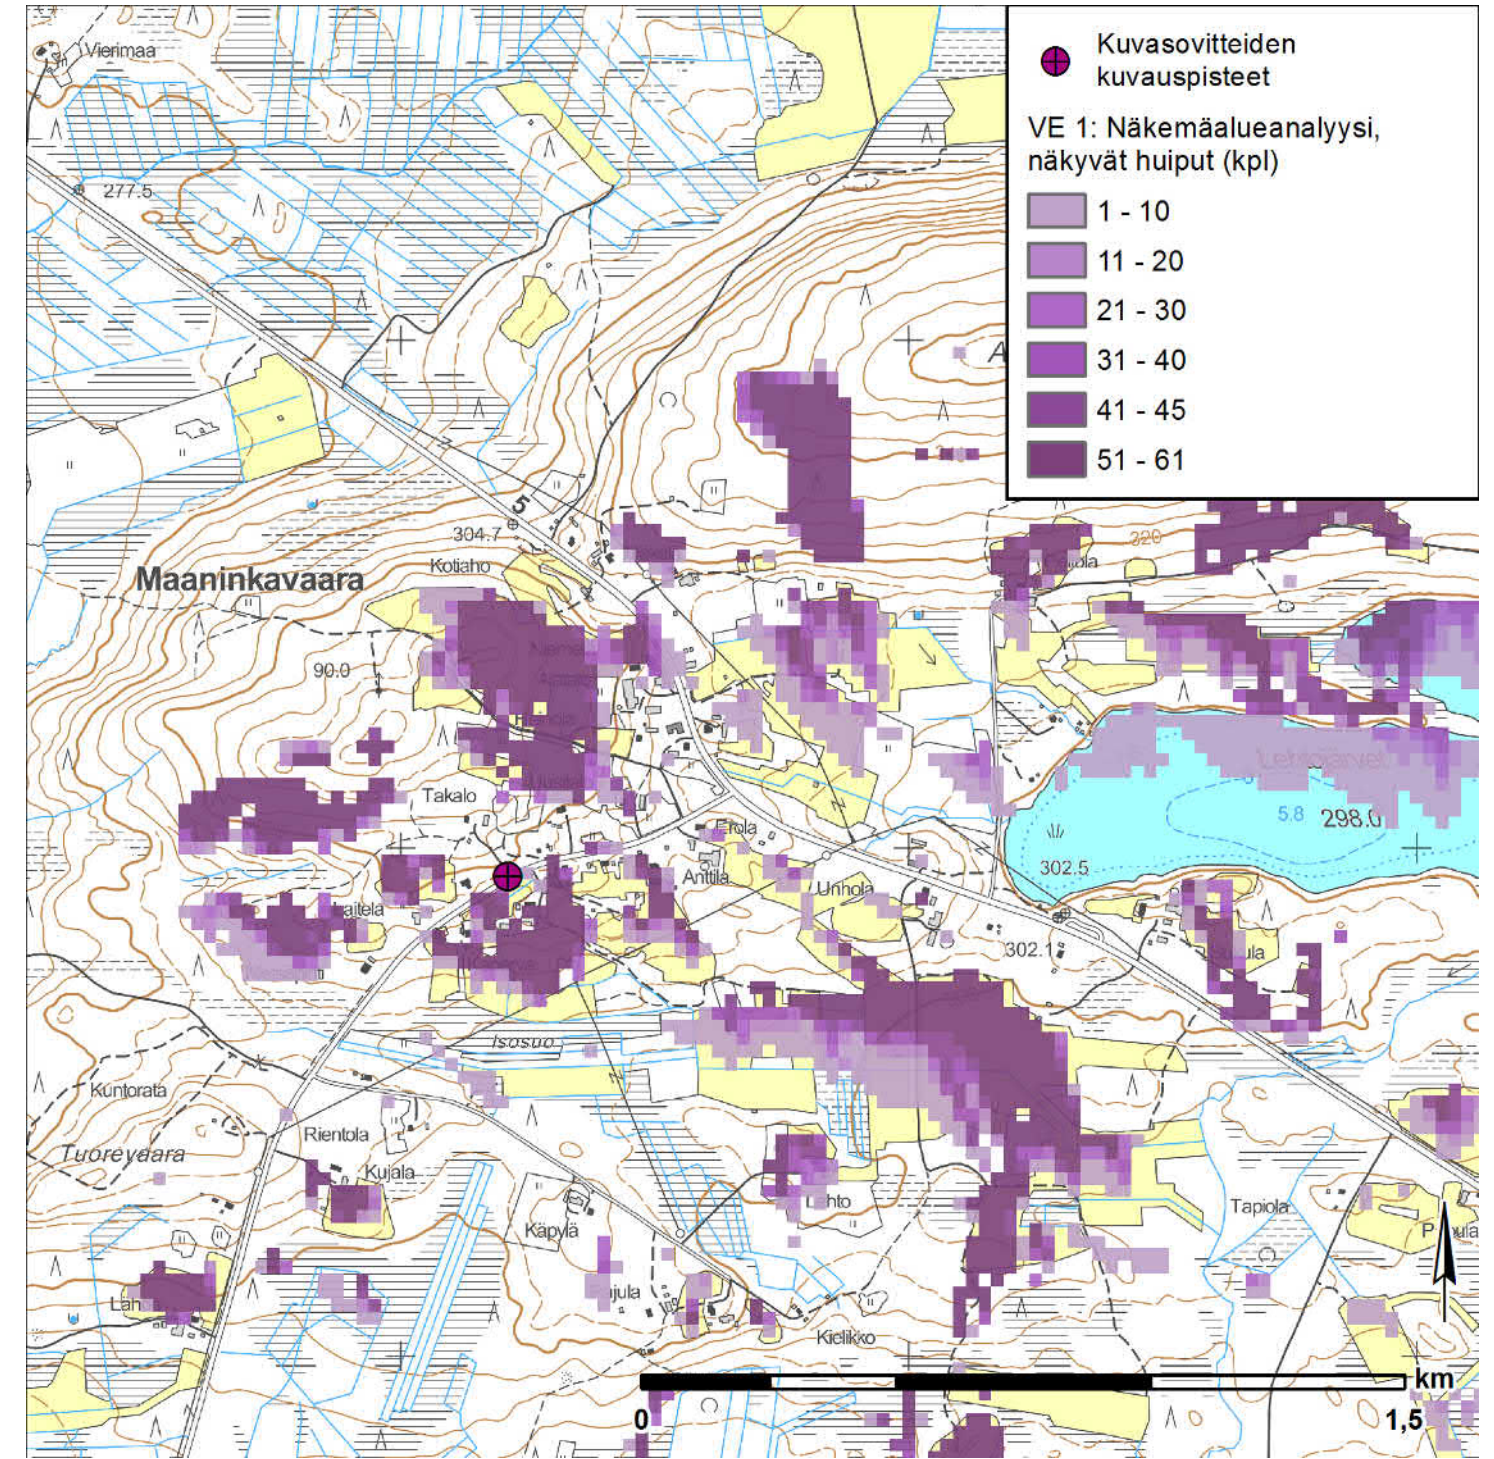 Kuvasovitteiden
kuvauspisteet
VE 1: Näkemäalueanalyysi,
näkyvät huiput (kpl)
1 - 10
11 - 20
21 - 30
31 - 40
41 - 45
51 - 61
Vierimaa
277.5
5
304.7
Kotiaho
320
Maaninkavaara
90.0
Takalo
5.8
298.0
Erola
302.5
Anttila
Unhola
302.1
Isosuo
Kuntorata
Rientola
Tuorevaara
Kujala
Lehto
Käpylä
Tapiola
Kielikko
km
0
1,5